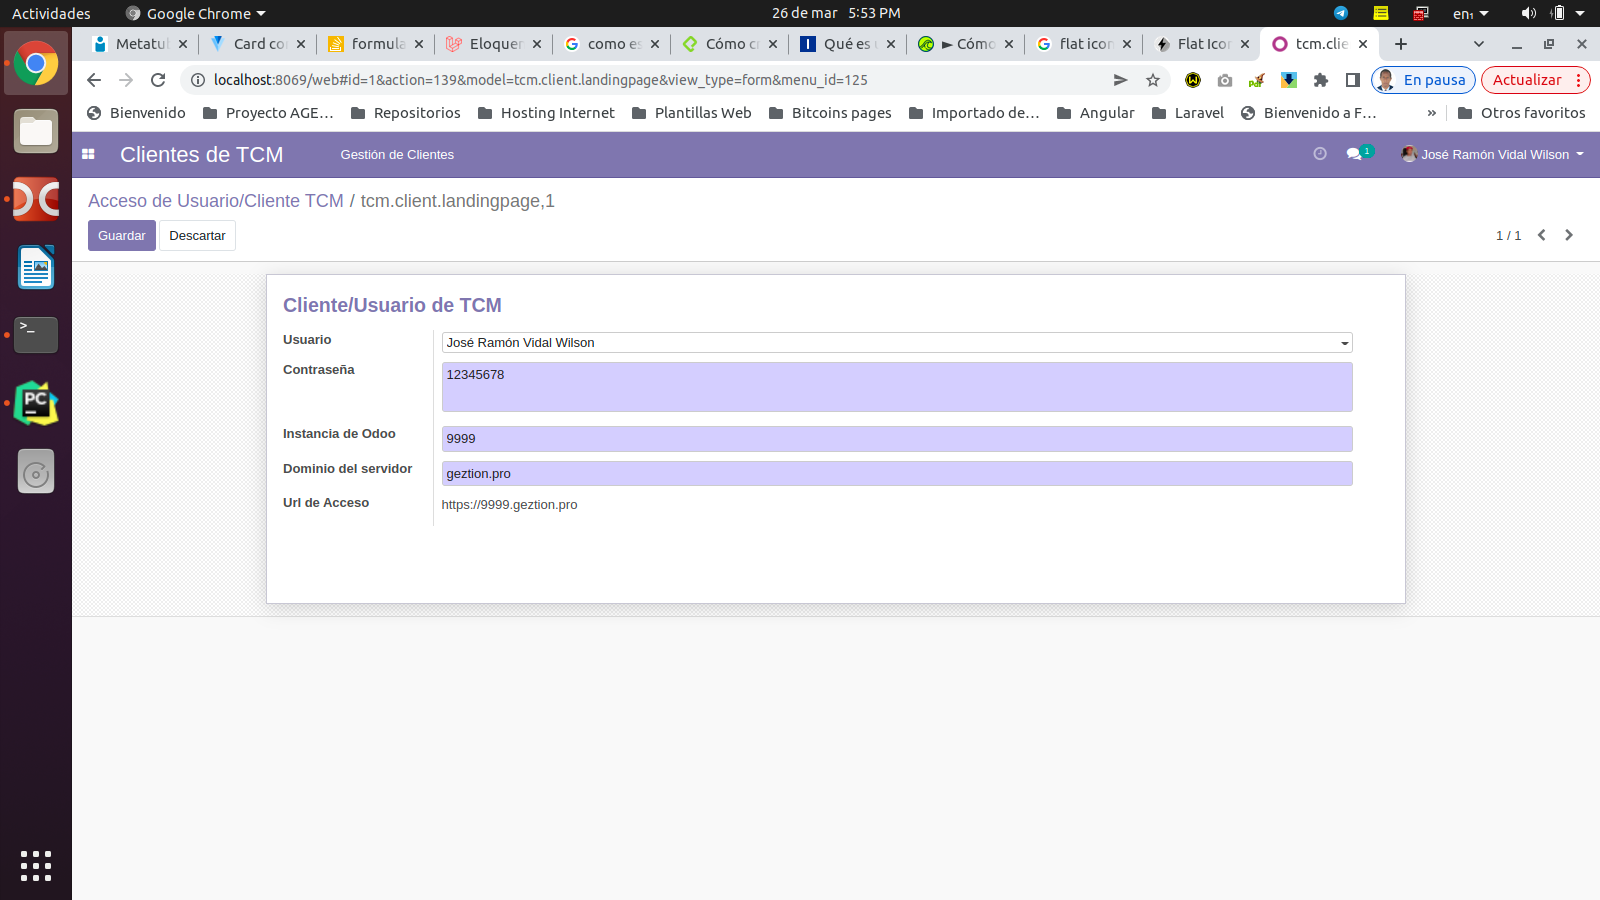 Actividades Google Chrome 26 de mar 5:53 PM en₁
Metatul Card co formula Eloquer como es Cómo c Qué es ► Cómo flat icon Flat Icor tcm.clie
localhost:8069/web#id=1&action=139&model=tcm.client.landingpage&view_type=form&menu_id=125 En pausa Actualizar
Bienvenido Proyecto AGE… Repositorios Hosting Internet Plantillas Web Bitcoins pages Importado de… Angular Laravel Bienvenido a F… » Otros favoritos
Clientes de TCM Gestión de Clientes 1 José Ramón Vidal Wilson
Acceso de Usuario/Cliente TCM / tcm.client.landingpage,1
Guardar Descartar 1 / 1
Cliente/Usuario de TCM
Usuario José Ramón Vidal Wilson
Contraseña 12345678
Instancia de Odoo 9999
Dominio del servidor geztion.pro
Url de Acceso https://9999.geztion.pro